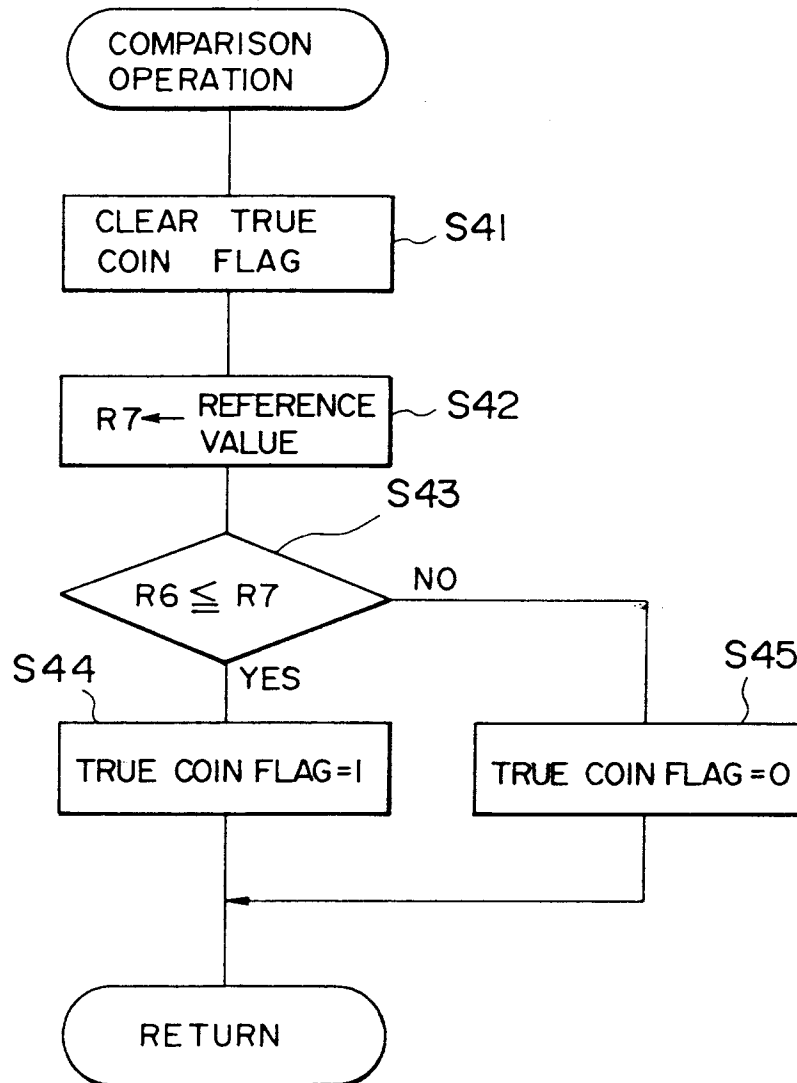 COMPARISON
OPERATION
CLEAR TRUE
COIN FLAG
S41
R7 ← REFERENCE
VALUE
S42
S43
R6 ≦ R7
NO
YES
S44
TRUE COIN FLAG=1
S45
TRUE COIN FLAG=0
RETURN